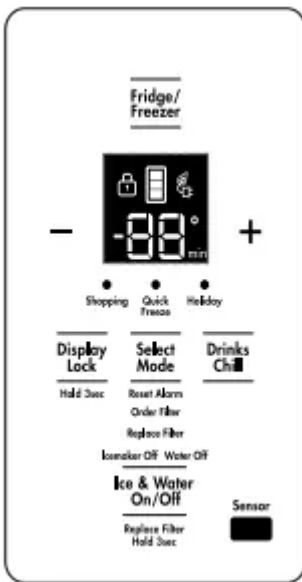 Fridge/
Freezer
- +
-88°
min
Shopping Quick Freeze Holiday
Display Lock Select Mode Drinks Chill
Hold 3sec Reset Alarm
Order Filter
Replace Filter
Icemaker Off Water Off
Ice & Water
On/Off
Replace Filter
Hold 3sec
Sensor